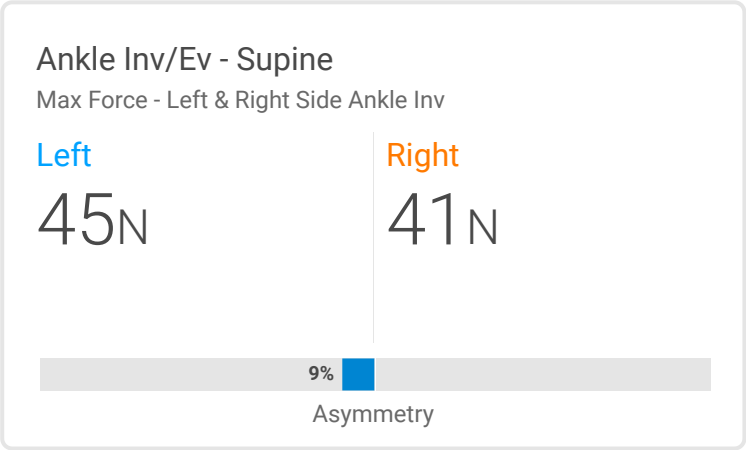 Ankle Inv/Ev - Supine
Max Force - Left & Right Side Ankle Inv
Left
45N
Right
41N
9%
Asymmetry